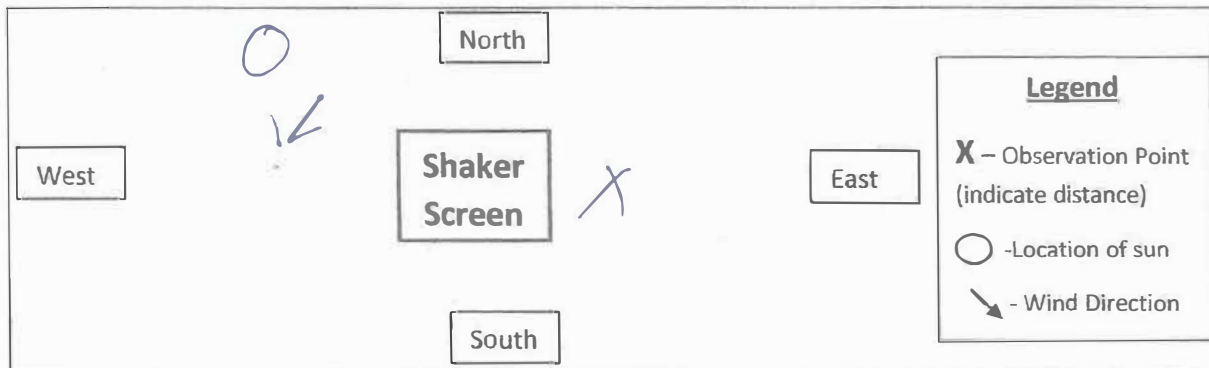 North
West
Shaker
Screen
X
East
South
Legend
X – Observation Point
(indicate distance)
-Location of sun
- Wind Direction